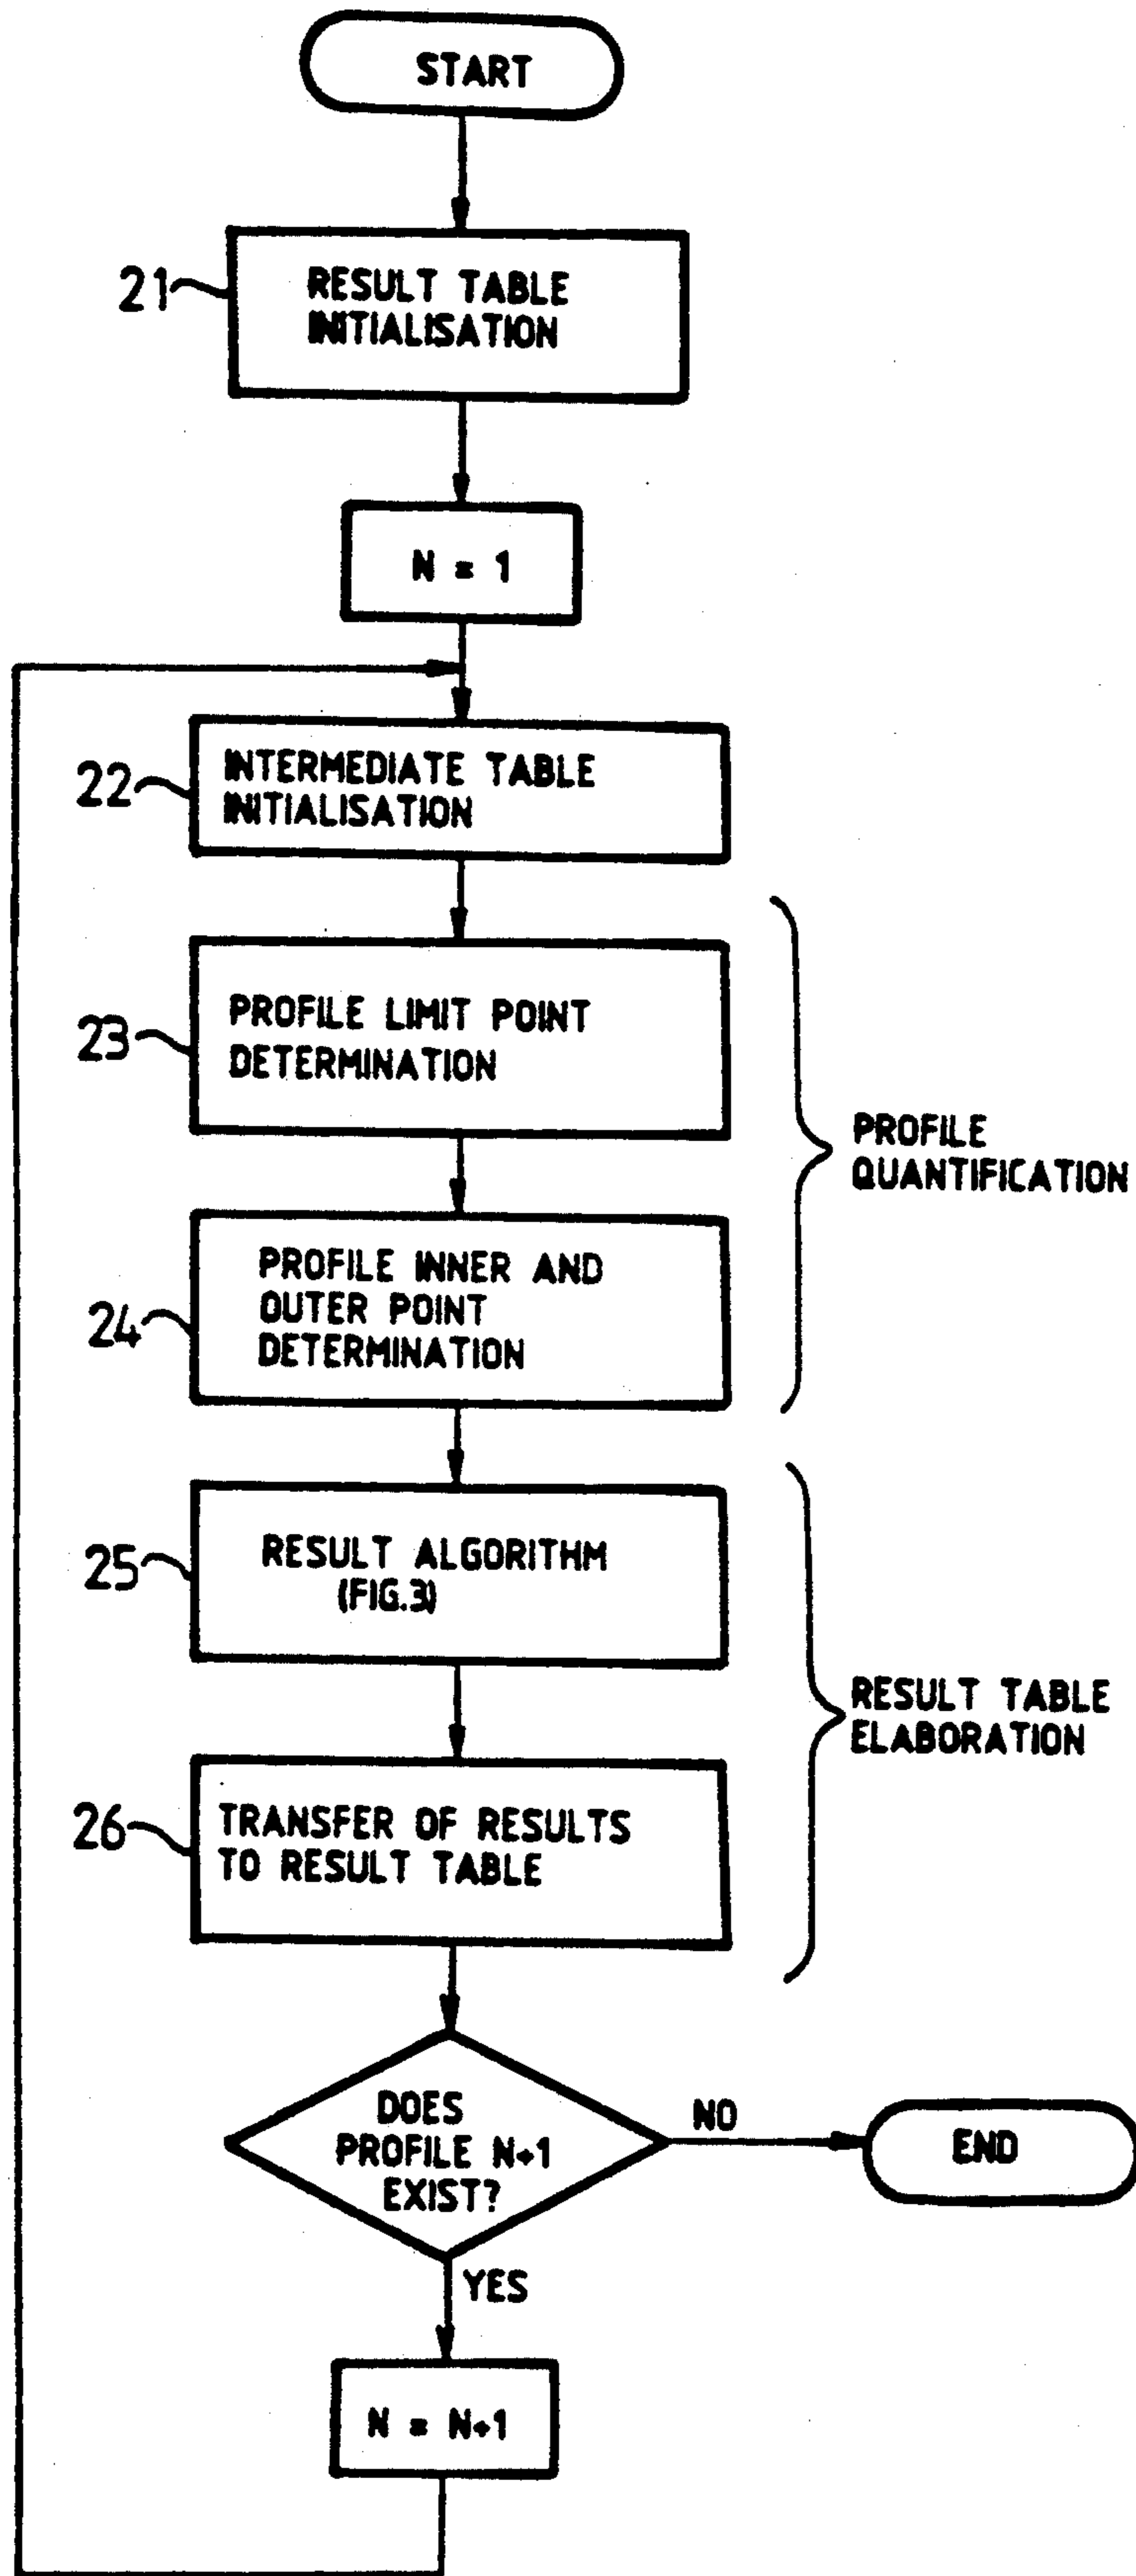 START
21
RESULT TABLE
INITIALISATION
N = 1
22
INTERMEDIATE TABLE
INITIALISATION
23
PROFILE LIMIT POINT
DETERMINATION
PROFILE
QUANTIFICATION
24
PROFILE INNER AND
OUTER POINT
DETERMINATION
25
RESULT ALGORITHM
(FIG.3)
RESULT TABLE
ELABORATION
26
TRANSFER OF RESULTS
TO RESULT TABLE
DOES
PROFILE N+1
EXIST?
NO
END
YES
N = N+1